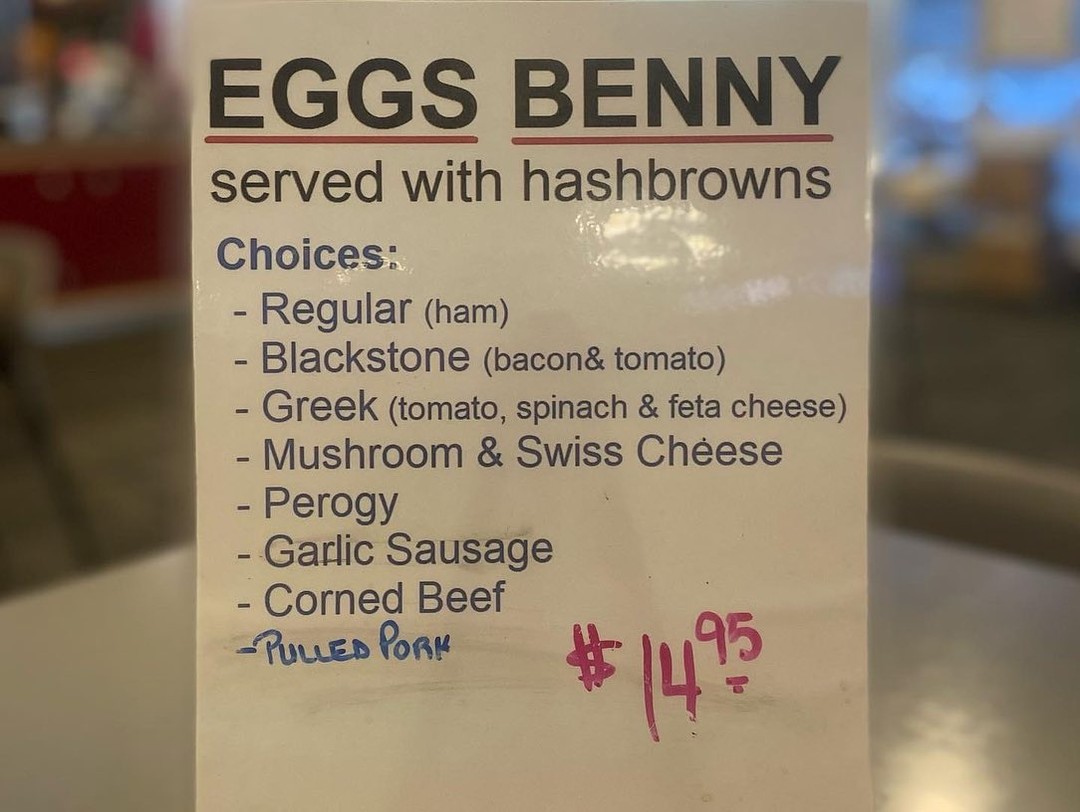 EGGS BENNY
served with hashbrowns
Choices:
- Regular (ham)
- Blackstone (bacon& tomato)
- Greek (tomato, spinach & feta cheese)
- Mushroom & Swiss Cheese
- Perogy
- Garlic Sausage
- Corned Beef
- PULLED PORK
$14.95